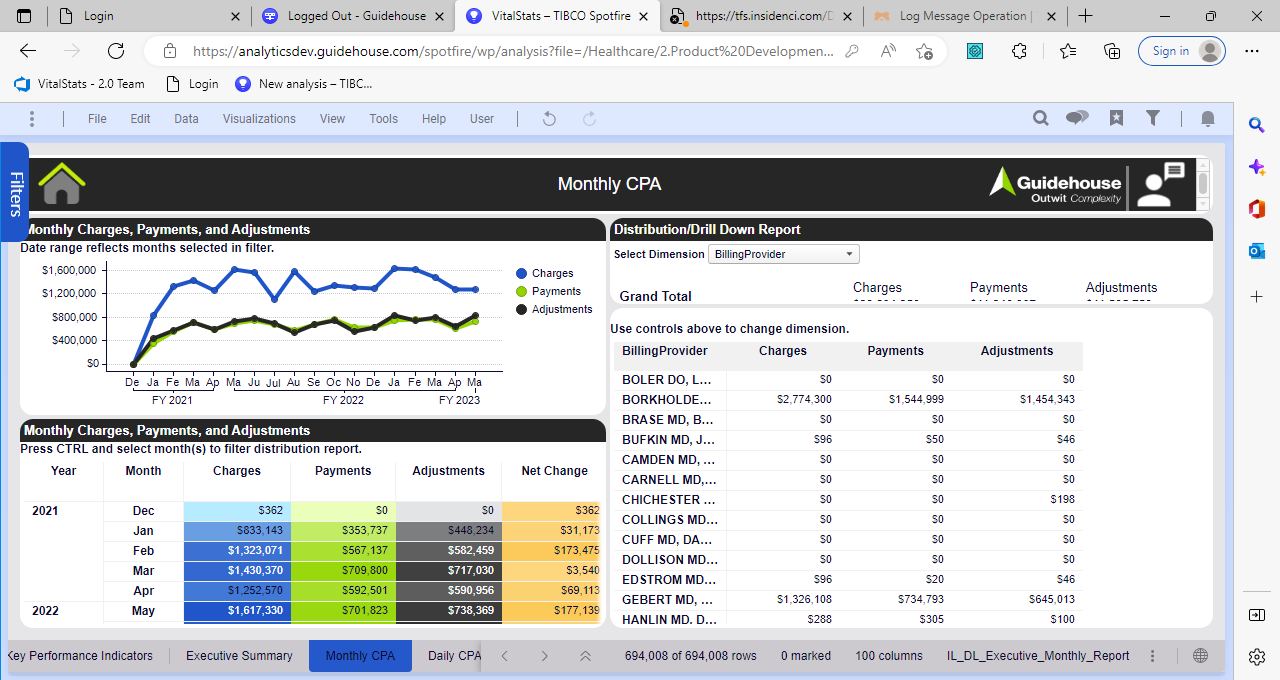 Login
Logged Out - Guidehouse
VitalStats – TIBCO Spotfire
https://tfs.insidenci.com/D
Log Message Operation |
https://analyticsdev.guidehouse.com/spotfire/wp/analysis?file=/Healthcare/2.Product%20Developmen...
Sign in
VitalStats - 2.0 Team
Login
New analysis – TIBC...
File Edit Data Visualizations View Tools Help User
Filters
Monthly CPA
Guidehouse
Outwit Complexity
Monthly Charges, Payments, and Adjustments
Date range reflects months selected in filter.
$1,600,000
$1,200,000
$800,000
$400,000
$0
De Ja Fe Ma Ap Ma Ju Jul Au Se Oc No De Ja Fe Ma Ap Ma
FY 2021 FY 2022 FY 2023
Charges
Payments
Adjustments
Monthly Charges, Payments, and Adjustments
Press CTRL and select month(s) to filter distribution report.
Year Month Charges Payments Adjustments Net Change
2021 Dec $362 $0 $0 $362
Jan $833,143 $353,737 $448,234 $31,173
Feb $1,323,071 $567,137 $582,459 $173,475
Mar $1,430,370 $709,800 $717,030 $3,540
Apr $1,252,570 $592,501 $590,956 $69,113
2022 May $1,617,330 $701,823 $738,369 $177,139
Distribution/Drill Down Report
Select Dimension BillingProvider
Charges Payments Adjustments
Grand Total
Use controls above to change dimension.
BillingProvider Charges Payments Adjustments
BOLER DO, L... $0 $0 $0
BORKHOLDE... $2,774,300 $1,544,999 $1,454,343
BRASE MD, B... $0 $0 $0
BUFKIN MD, J... $96 $50 $46
CAMDEN MD, ... $0 $0 $0
CARNELL MD,... $0 $0 $0
CHICHESTER ... $0 $0 $198
COLLINGS MD... $0 $0 $0
CUFF MD, DA... $0 $0 $0
DOLLISON MD... $0 $0 $0
EDSTROM MD... $96 $20 $46
GEBERT MD, ... $1,326,108 $734,793 $645,013
HANLIN MD. D... $288 $305 $100
Key Performance Indicators Executive Summary Monthly CPA Daily CPA
694,008 of 694,008 rows 0 marked 100 columns IL_DL_Executive_Monthly_Report